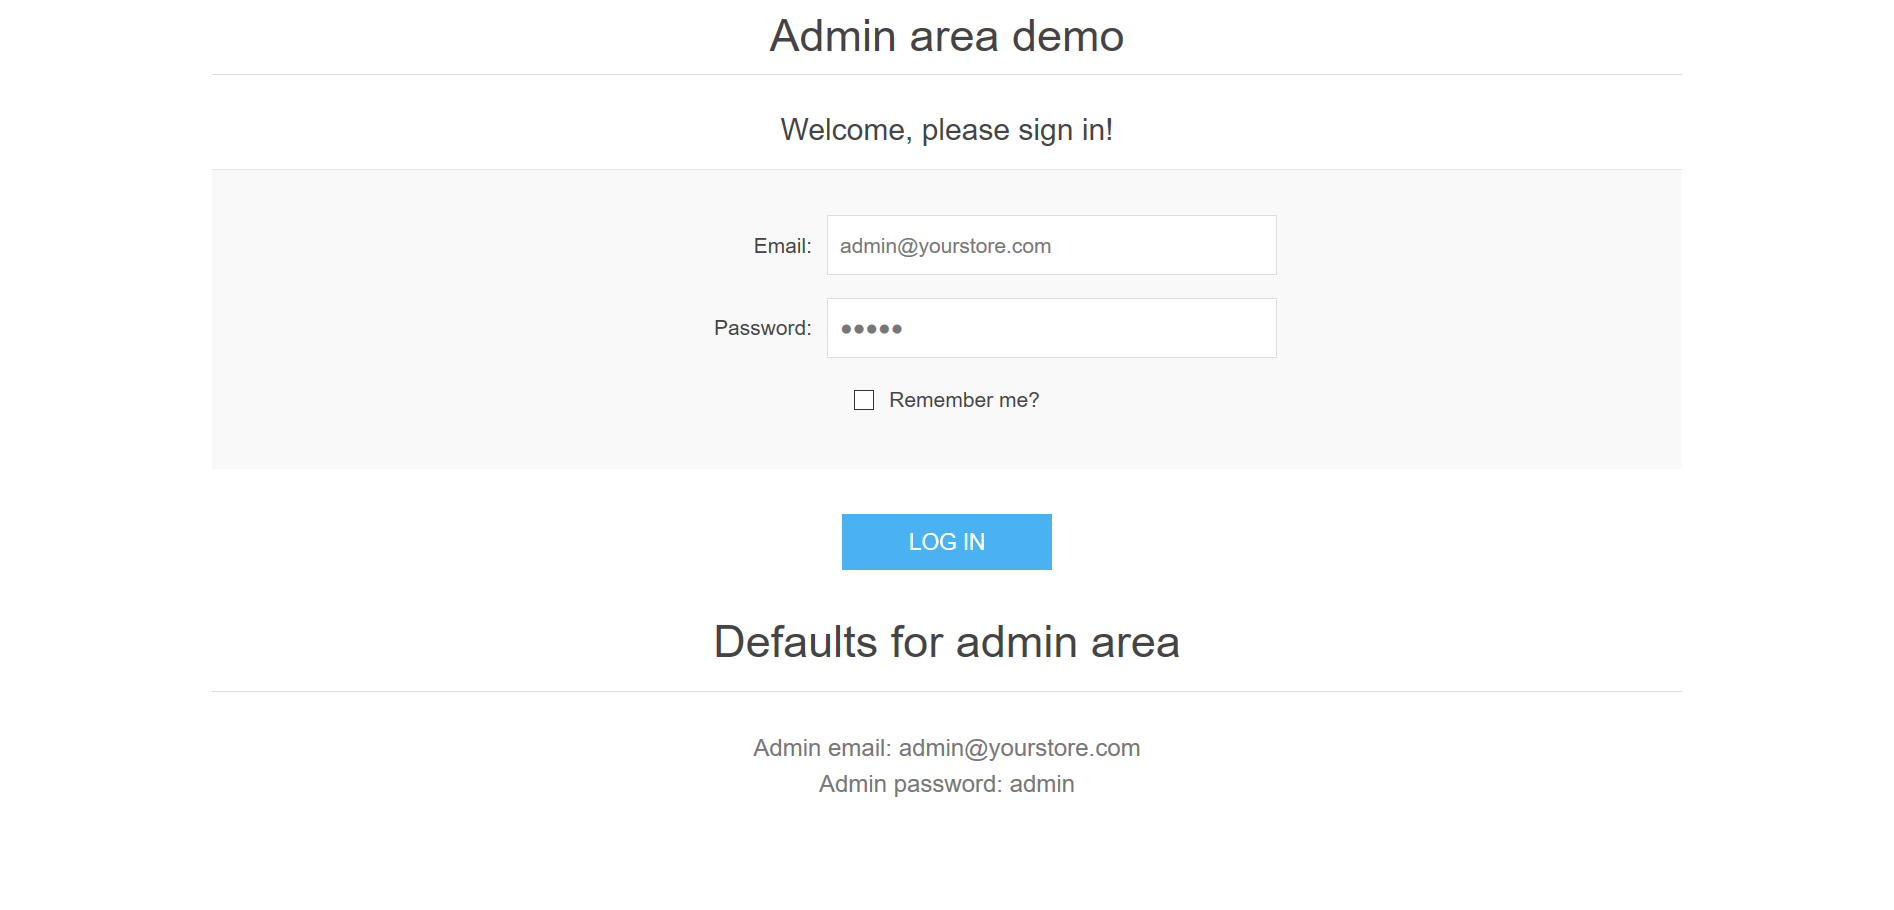 Admin area demo
Welcome, please sign in!
Email: admin@yourstore.com
Password: ●●●●●
Remember me?
LOG IN
Defaults for admin area
Admin email: admin@yourstore.com
Admin password: admin